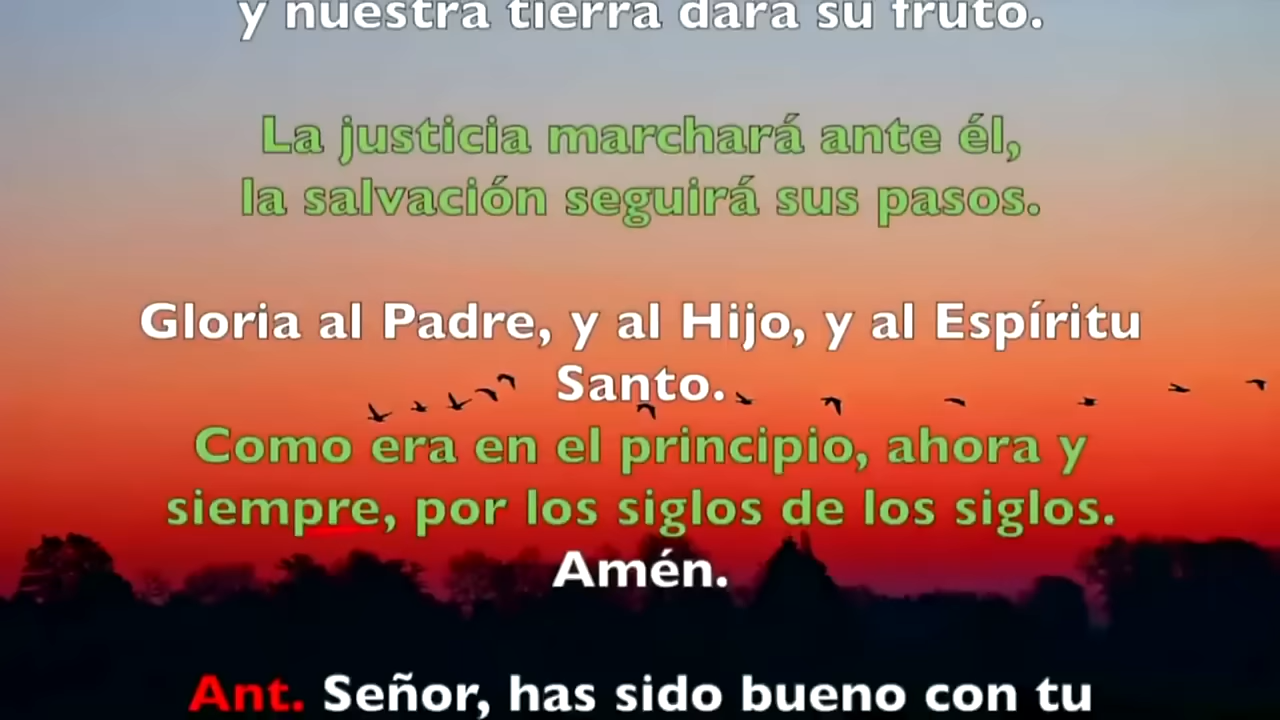 y nuestra tierra dará su fruto.
La justicia marchará ante él,
la salvación seguirá sus pasos.
Gloria al Padre, y al Hijo, y al Espíritu
Santo.
Como era en el principio, ahora y
siempre, por los siglos de los siglos.
Amén.
Ant. Señor, has sido bueno con tu